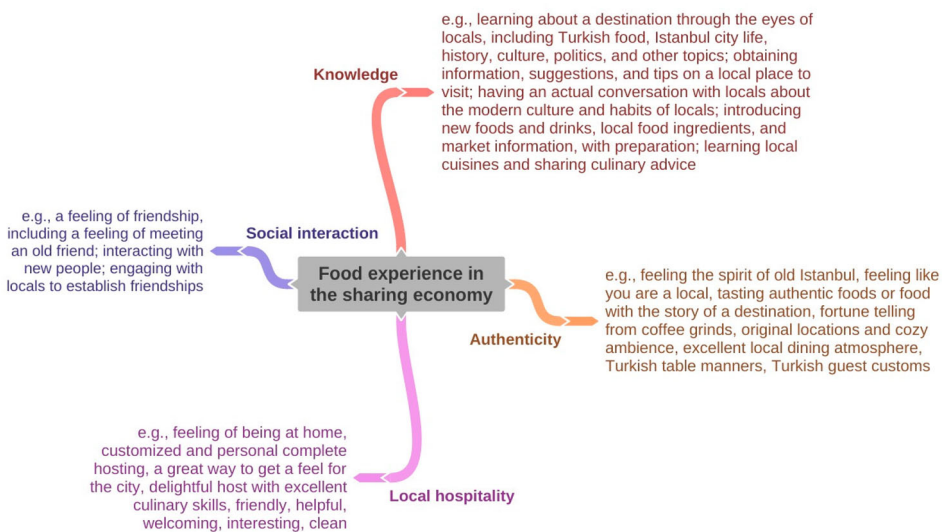 e.g., learning about a destination through the eyes of
locals, including Turkish food, Istanbul city life,
history, culture, politics, and other topics; obtaining
information, suggestions, and tips on a local place to
visit; having an actual conversation with locals about
the modern culture and habits of locals; introducing
new foods and drinks, local food ingredients, and
market information, with preparation; learning local
cuisines and sharing culinary advice
Knowledge
e.g., a feeling of friendship,
including a feeling of meeting
an old friend; interacting with
new people; engaging with
locals to establish friendships
Social interaction
Food experience in
the sharing economy
Authenticity
e.g., feeling the spirit of old Istanbul, feeling like
you are a local, tasting authentic foods or food
with the story of a destination, fortune telling
from coffee grinds, original locations and cozy
ambience, excellent local dining atmosphere,
Turkish table manners, Turkish guest customs
e.g., feeling of being at home,
customized and personal complete
hosting, a great way to get a feel for
the city, delightful host with excellent
culinary skills, friendly, helpful,
welcoming, interesting, clean
Local hospitality